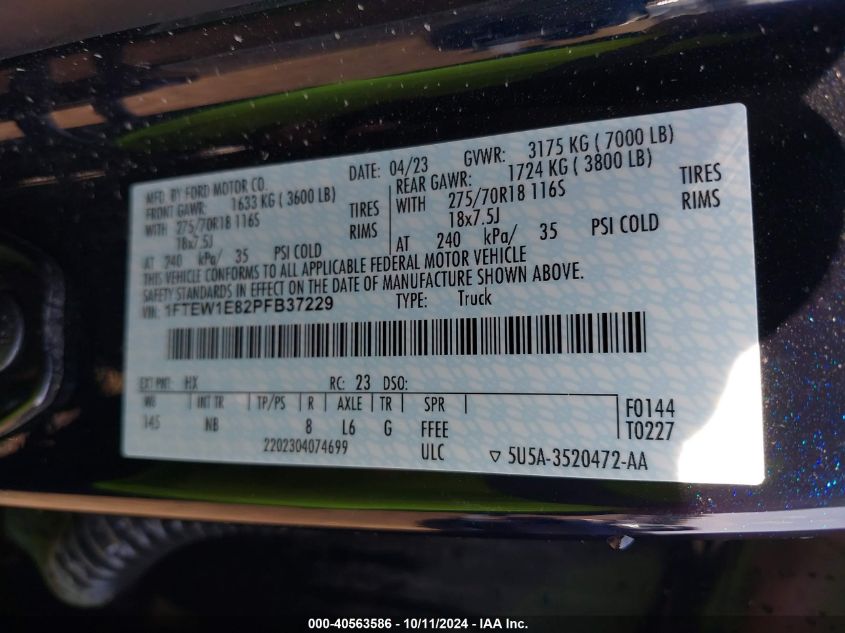 MFD BY FORD MOTOR CO.
DATE: 04/23 GVWR: 3175 KG ( 7000 LB)
FRONT GAWR: 1633 KG ( 3600 LB)
REAR GAWR: 1724 KG ( 3800 LB)
WITH 275/70R18 116S TIRES
WITH 275/70R18 116S TIRES
18x7.5J RIMS
18x7.5J RIMS
AT 240 kPa/ 35 PSI COLD
AT 240 kPa/ 35 PSI COLD
THIS VEHICLE CONFORMS TO ALL APPLICABLE FEDERAL MOTOR VEHICLE
SAFETY STANDARDS IN EFFECT ON THE DATE OF MANUFACTURE SHOWN ABOVE.
VIN: 1FTEW1E82PFB37229 TYPE: Truck
EXT PNT: HX RC: 23 DSO:
WB INT TR TP/PS R AXLE TR SPR
145 NB 8 L6 G FFEE
F0144
T0227
2202304074699 ULC ▽ 5U5A-3520472-AA
000-40563586 - 10/11/2024 - IAA Inc.